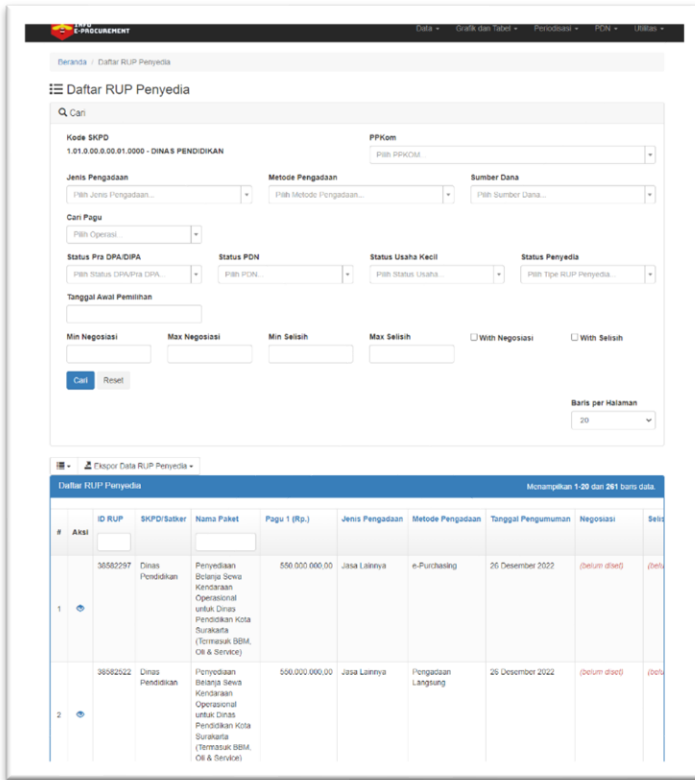 INFO
E-PROCUREMENT
Data
Grafik dan Tabel
Periodisasi
PDN
Utilitas
Beranda / Daftar RUP Penyedia
Daftar RUP Penyedia
Cari
Kode SKPD
PPKom
1.01.0.00.0.00.01.0000 - DINAS PENDIDIKAN
Pilih PPKOM...
Jenis Pengadaan
Metode Pengadaan
Sumber Dana
Pilih Jenis Pengadaan...
Pilih Metode Pengadaan...
Pilih Sumber Dana...
Cari Pagu
Pilih Operasi...
Status Pra DPA/DIPA
Status PDN
Status Usaha Kecil
Status Penyedia
Pilih Status DPA/Pra DPA...
Pilih PDN...
Pilih Status Usaha...
Pilih Tipe RUP Penyedia...
Tanggal Awal Pemilihan
Min Negosiasi
Max Negosiasi
Min Selisih
Max Selisih
With Negosiasi
With Selisih
Cari
Reset
Baris per Halaman
20
Ekspor Data RUP Penyedia
Daftar RUP Penyedia
Menampilkan 1-20 dan 261 baris data.
# Aksi ID RUP SKPD/Satker Nama Paket Pagu 1 (Rp.) Jenis Pengadaan Metode Pengadaan Tanggal Pengumuman Negosiasi Selis
1 38582297 Dinas Penyediaan 550.000.000,00 Jasa Lainnya e-Purchasing 26 Desember 2022 (belum diset) (belu
Pendidikan Belanja Sewa
Kendaraan
Operasional
untuk Dinas
Pendidikan Kota
Surakarta
(Termasuk BBM,
Oli & Service)
2 38582522 Dinas Penyediaan 550.000.000,00 Jasa Lainnya Pengadaan 26 Desember 2022 (belum diset) (belu
Pendidikan Belanja Sewa Langsung
Kendaraan
Operasional
untuk Dinas
Pendidikan Kota
Surakarta
(Termasuk BBM,
Oli & Service)